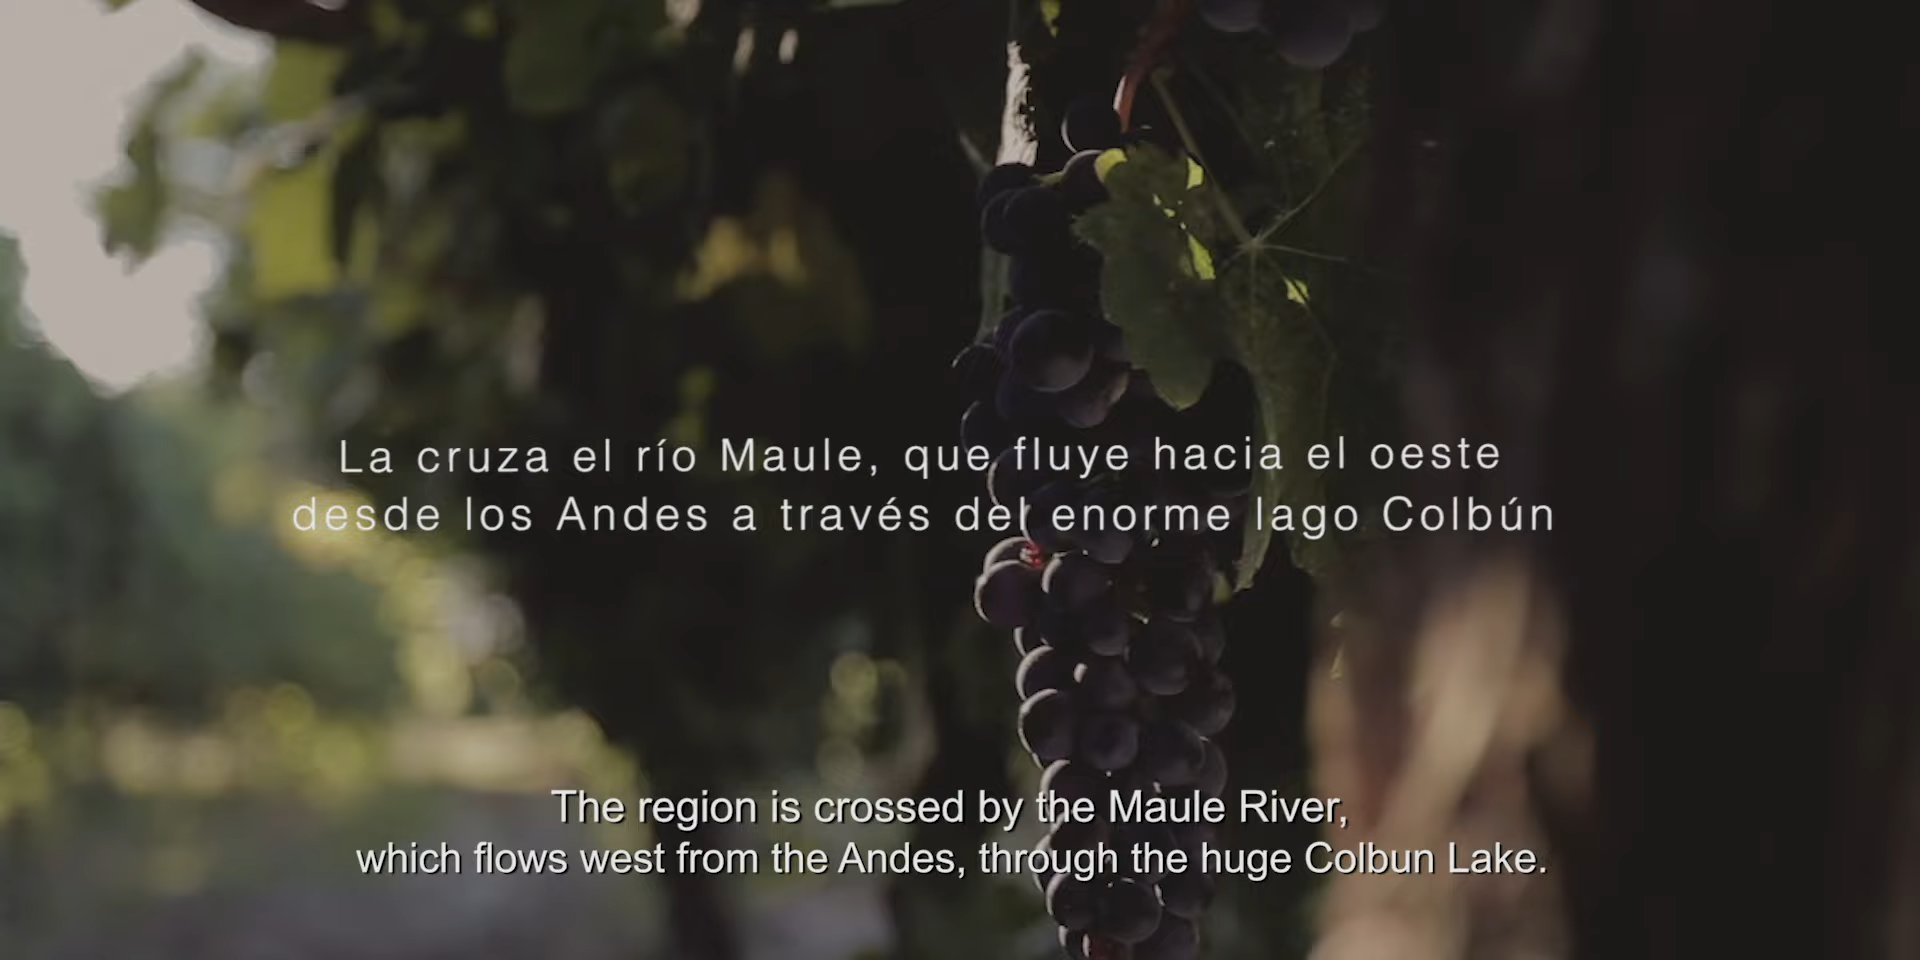 La cruza el río Maule, que fluye hacia el oeste
desde los Andes a través del enorme lago Colbún
The region is crossed by the Maule River,
which flows west from the Andes, through the huge Colbun Lake.